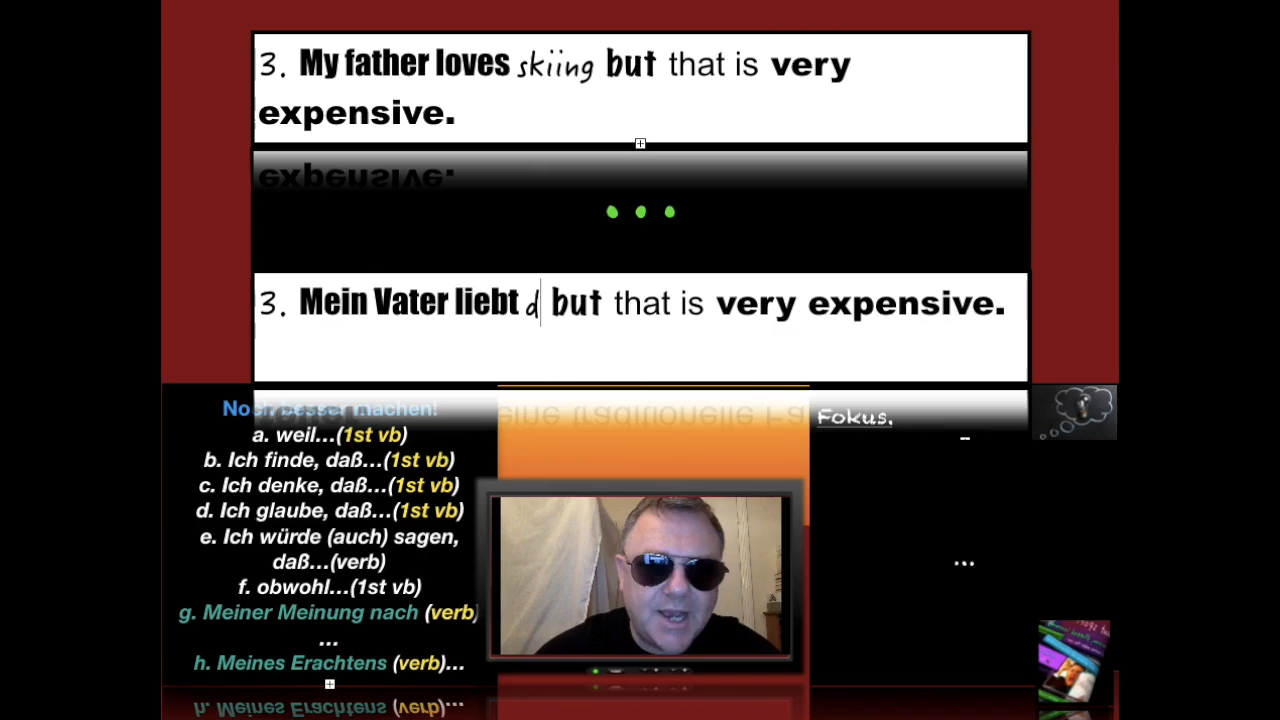 3. My father loves skiing but that is very
expensive.
...
3. Mein Vater liebt d but that is very expensive.
a. weil...(1st vb)
b. Ich finde, daß...(1st vb)
c. Ich denke, daß...(1st vb)
d. Ich glaube, daß...(1st vb)
e. Ich würde (auch) sagen,
daß...(verb)
f. obwohl...(1st vb)
g. Meiner Meinung nach (verb)
...
h. Meines Erachtens (verb)...
Fokus.
...